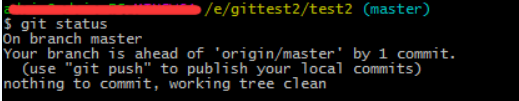 /e/gittest2/test2 (master)
$ git status
On branch master
Your branch is ahead of 'origin/master' by 1 commit.
  (use "git push" to publish your local commits)
nothing to commit, working tree clean